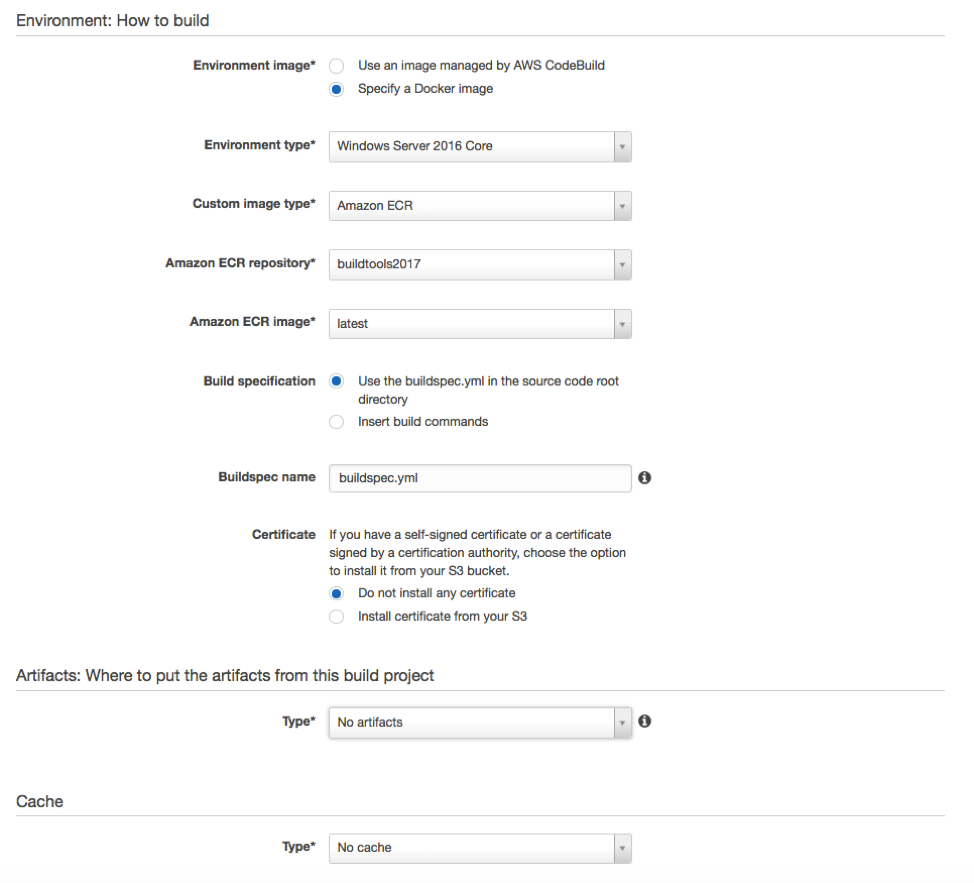 Environment: How to build
Environment image*
Use an image managed by AWS CodeBuild
Specify a Docker image
Environment type*
Windows Server 2016 Core
Custom image type*
Amazon ECR
Amazon ECR repository*
buildtools2017
Amazon ECR image*
latest
Build specification
Use the buildspec.yml in the source code root
directory
Insert build commands
Buildspec name
buildspec.yml
Certificate
If you have a self-signed certificate or a certificate
signed by a certification authority, choose the option
to install it from your S3 bucket.
Do not install any certificate
Install certificate from your S3
Artifacts: Where to put the artifacts from this build project
Type*
No artifacts
Cache
Type*
No cache